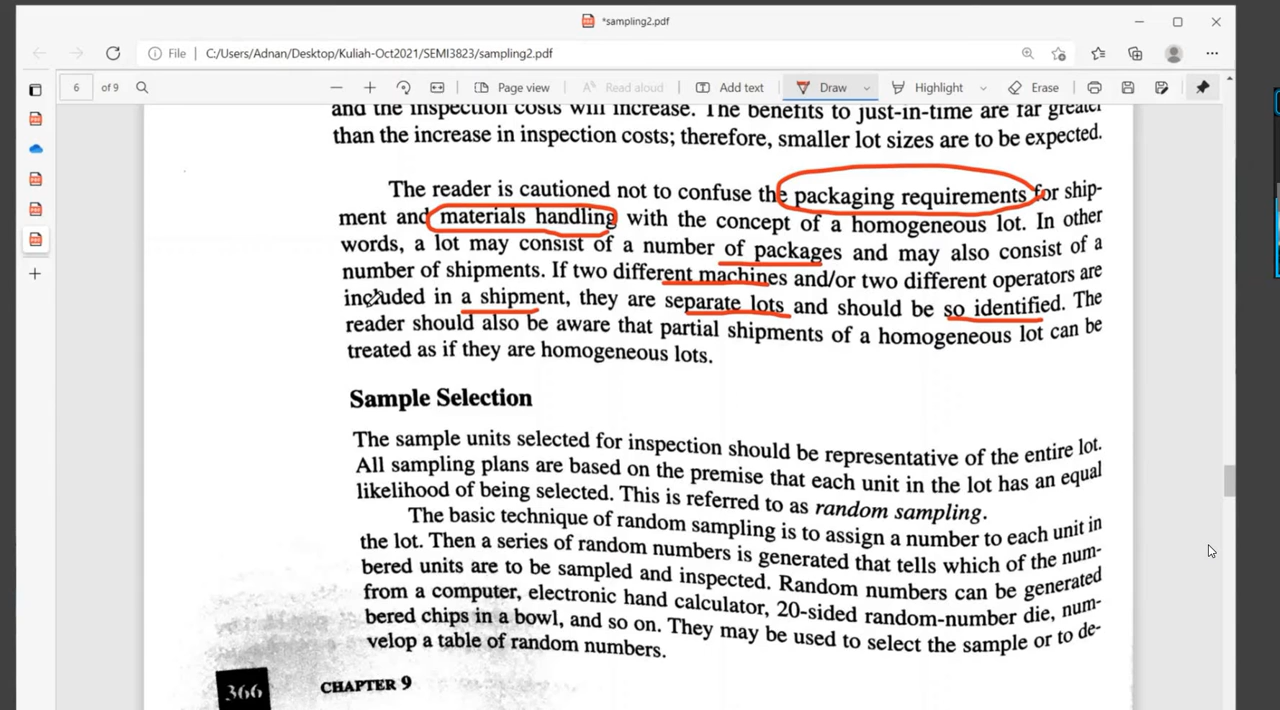 *sampling2.pdf
File C:/Users/Adnan/Desktop/Kuliah-Oct2021/SEMI3823/sampling2.pdf
6 of 9 Page view Read aloud Add text Draw Highlight Erase
and the inspection costs will increase. The benefits to just-in-time are far greater
than the increase in inspection costs; therefore, smaller lot sizes are to be expected.
The reader is cautioned not to confuse the packaging requirements for ship-
ment and materials handling with the concept of a homogeneous lot. In other
words, a lot may consist of a number of packages and may also consist of a
number of shipments. If two different machines and/or two different operators are
included in a shipment, they are separate lots and should be so identified. The
reader should also be aware that partial shipments of a homogeneous lot can be
treated as if they are homogeneous lots.
Sample Selection
The sample units selected for inspection should be representative of the entire lot.
All sampling plans are based on the premise that each unit in the lot has an equal
likelihood of being selected. This is referred to as random sampling.
The basic technique of random sampling is to assign a number to each unit in
the lot. Then a series of random numbers is generated that tells which of the num-
bered units are to be sampled and inspected. Random numbers can be generated
from a computer, electronic hand calculator, 20-sided random-number die, num-
bered chips in a bowl, and so on. They may be used to select the sample or to de-
velop a table of random numbers.
366 CHAPTER 9